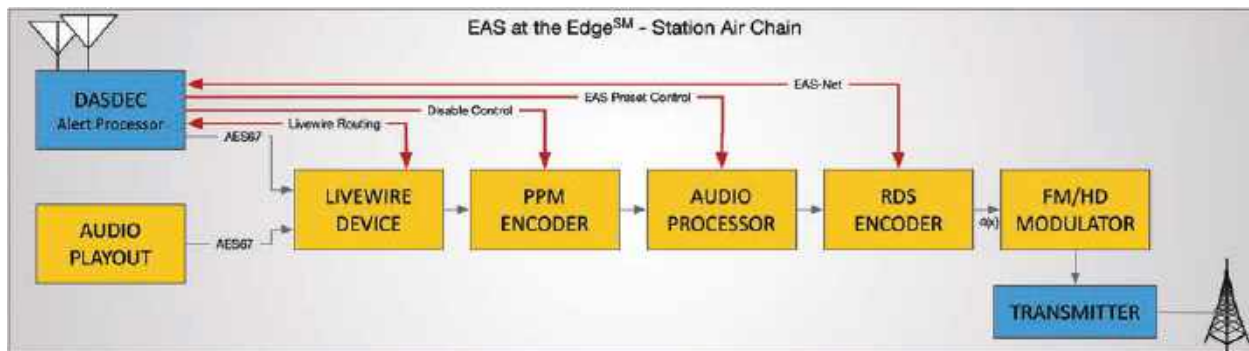 EAS at the Edge℠ - Station Air Chain
DASDEC
Alert Processor
EAS-Net
EAS Preset Control
Disable Control
Livewire Routing
AES67
LIVEWIRE
DEVICE
PPM
ENCODER
AUDIO
PROCESSOR
RDS
ENCODER
FM/HD
MODULATOR
AUDIO
PLAYOUT
AES67
TRANSMITTER